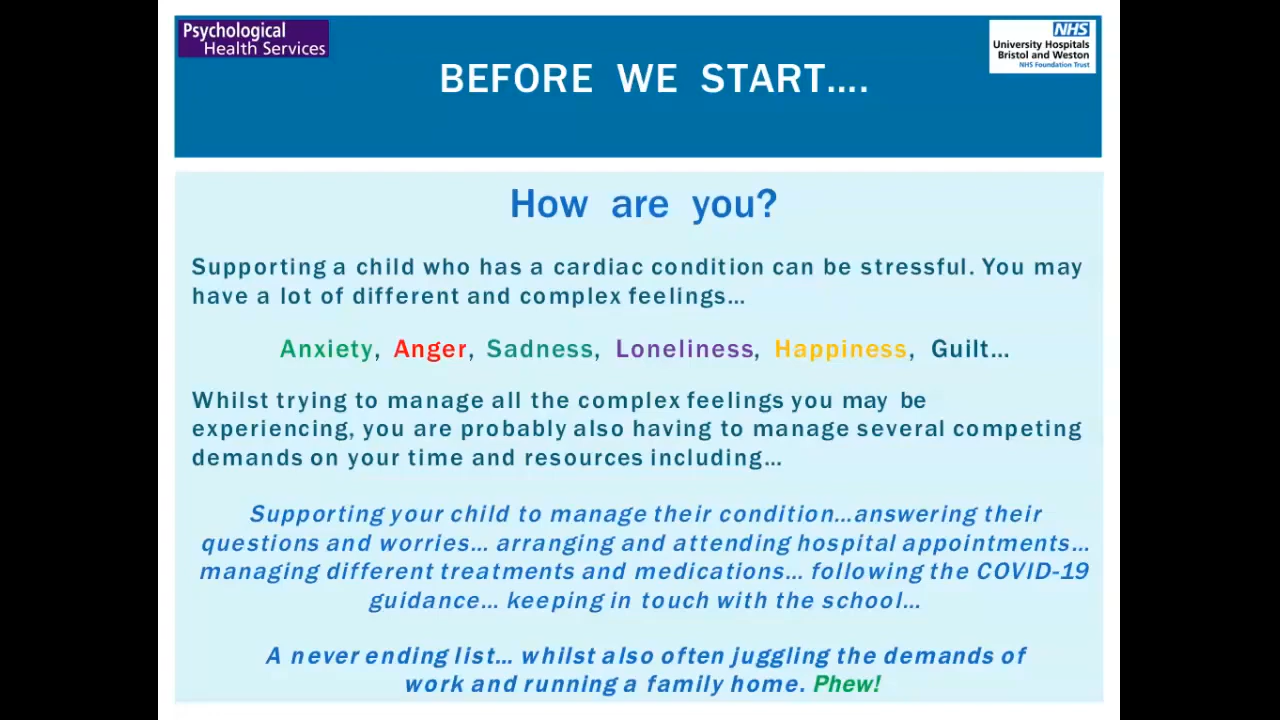 Psychological
Health Services
NHS
University Hospitals
Bristol and Weston
NHS Foundation Trust
BEFORE WE START....
How are you?
Supporting a child who has a cardiac condition can be stressful. You may
have a lot of different and complex feelings…
Anxiety, Anger, Sadness, Loneliness, Happiness, Guilt…
Whilst trying to manage all the complex feelings you may be
experiencing, you are probably also having to manage several competing
demands on your time and resources including…
Supporting your child to manage their condition…answering their
questions and worries… arranging and attending hospital appointments…
managing different treatments and medications… following the COVID-19
guidance… keeping in touch with the school…
A never ending list… whilst also often juggling the demands of
work and running a family home. Phew!